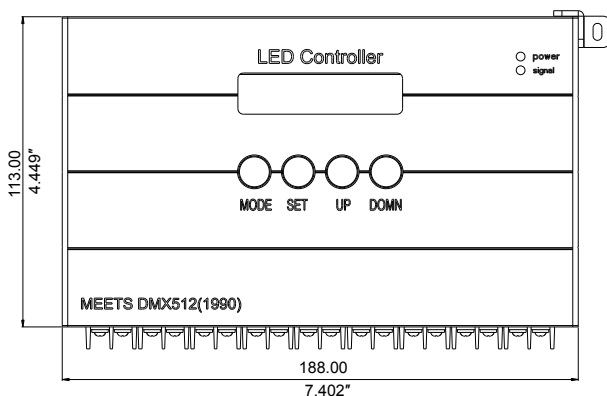 LED Controller
power
signal
MODE SET UP DOMN
MEETS DMX512(1990)
113.00
4.449"
188.00
7.402"